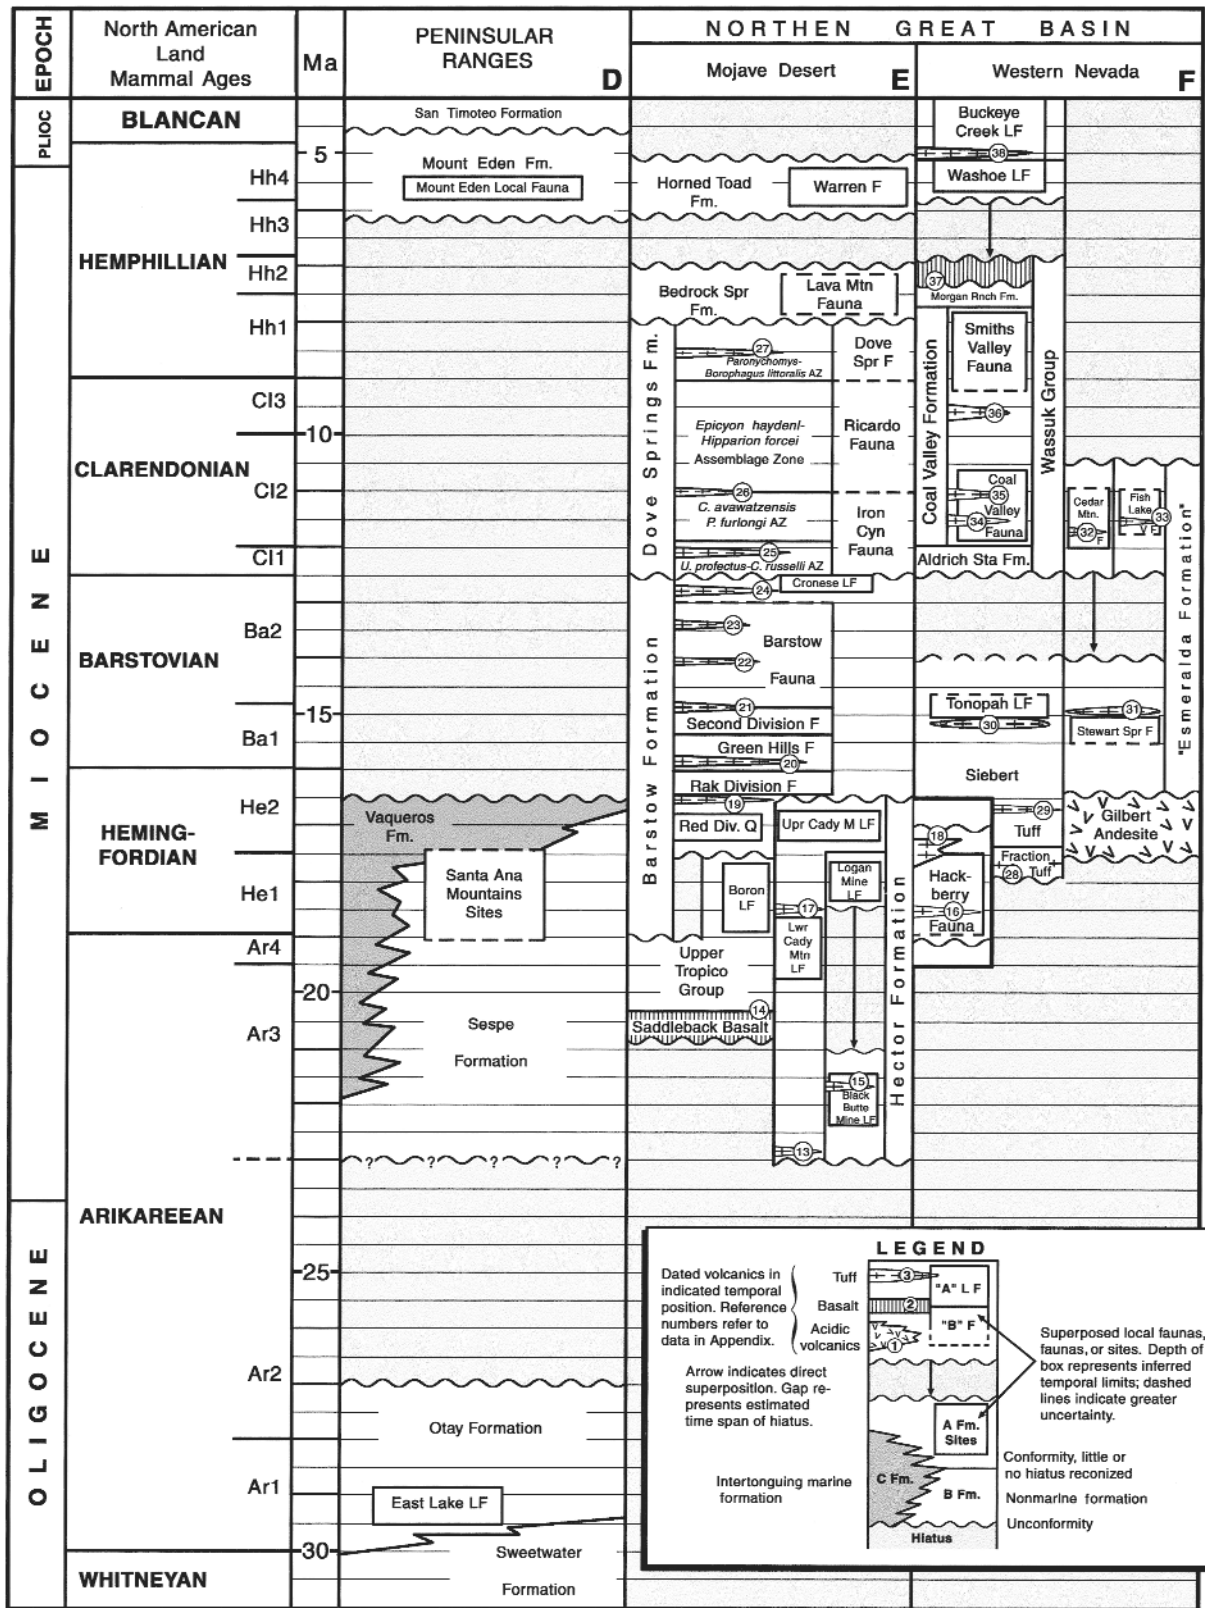 EPOCH
North American
Land
Mammal Ages
Ma
PENINSULAR
RANGES
D
NORTHEN GREAT BASIN
Mojave Desert
E
Western Nevada
F
PLIOC
MIOCENE
OLIGOCENE
BLANCAN
HEMPHILLIAN
Hh4
Hh3
Hh2
Hh1
CLARENDONIAN
Cl3
Cl2
Cl1
BARSTOVIAN
Ba2
Ba1
HEMING-
FORDIAN
He2
He1
ARIKAREEAN
Ar4
Ar3
Ar2
Ar1
WHITNEYAN
5
10
15
20
25
30
San Timoteo Formation
Mount Eden Fm.
Mount Eden Local Fauna
Vaqueros
Fm.
Santa Ana
Mountains
Sites
Sespe
Formation
? ? ? ? ?
Otay Formation
East Lake LF
Sweetwater
Formation
Horned Toad
Fm.
Warren F
Bedrock Spr
Fm.
Lava Mtn
Fauna
Dove Springs Fm.
27
Paronychomys-
Borophagus littoralis AZ
Dove
Spr F
Epicyon haydenI-
Hipparion forcei
Assemblage Zone
Ricardo
Fauna
26
C. avawatzensis
P. furlongi AZ
Iron
Cyn
Fauna
25
U. profectus-C. russelli AZ
Cronese LF
24
Barstow Formation
23
Barstow
22
Fauna
21
Second Division F
Green Hills F
20
Rak Division F
19
Red Div. Q
Upr Cady M LF
Boron
LF
Logan
Mine
LF
17
Lwr
Cady
Mtn
LF
Upper
Tropico
Group
14
Saddleback Basalt
15
Black
Butte
Mine LF
13
Hector Formation
Buckeye
Creek LF
38
Washoe LF
37
Morgan Rnch Fm.
Coal Valley Formation
Smiths
Valley
Fauna
36
Wassuk Group
Coal
35
Valley
34
Fauna
Aldrich Sta Fm.
Cedar
Mtn.
32
F
Fish
Lake
33
V F
"Esmeralda Formation"
Tonopah LF
30
31
Stewart Spr F
Siebert
29
Tuff
Gilbert
Andesite
18
Fraction
28
Tuff
Hack-
berry
16
Fauna
LEGEND
Dated volcanics in
indicated temporal
position. Reference
numbers refer to
data in Appendix.
Tuff
3
"A" L F
Basalt
2
"B" F
Acidic
volcanics
1
Superposed local faunas,
faunas, or sites. Depth of
box represents inferred
temporal limits; dashed
lines indicate greater
uncertainty.
Arrow indicates direct
superposition. Gap rep-
resents estimated
time span of hiatus.
A Fm.
Sites
Conformity, little or
no hiatus reconized
Intertonguing marine
formation
C Fm.
B Fm.
Nonmarine formation
Unconformity
Hiatus